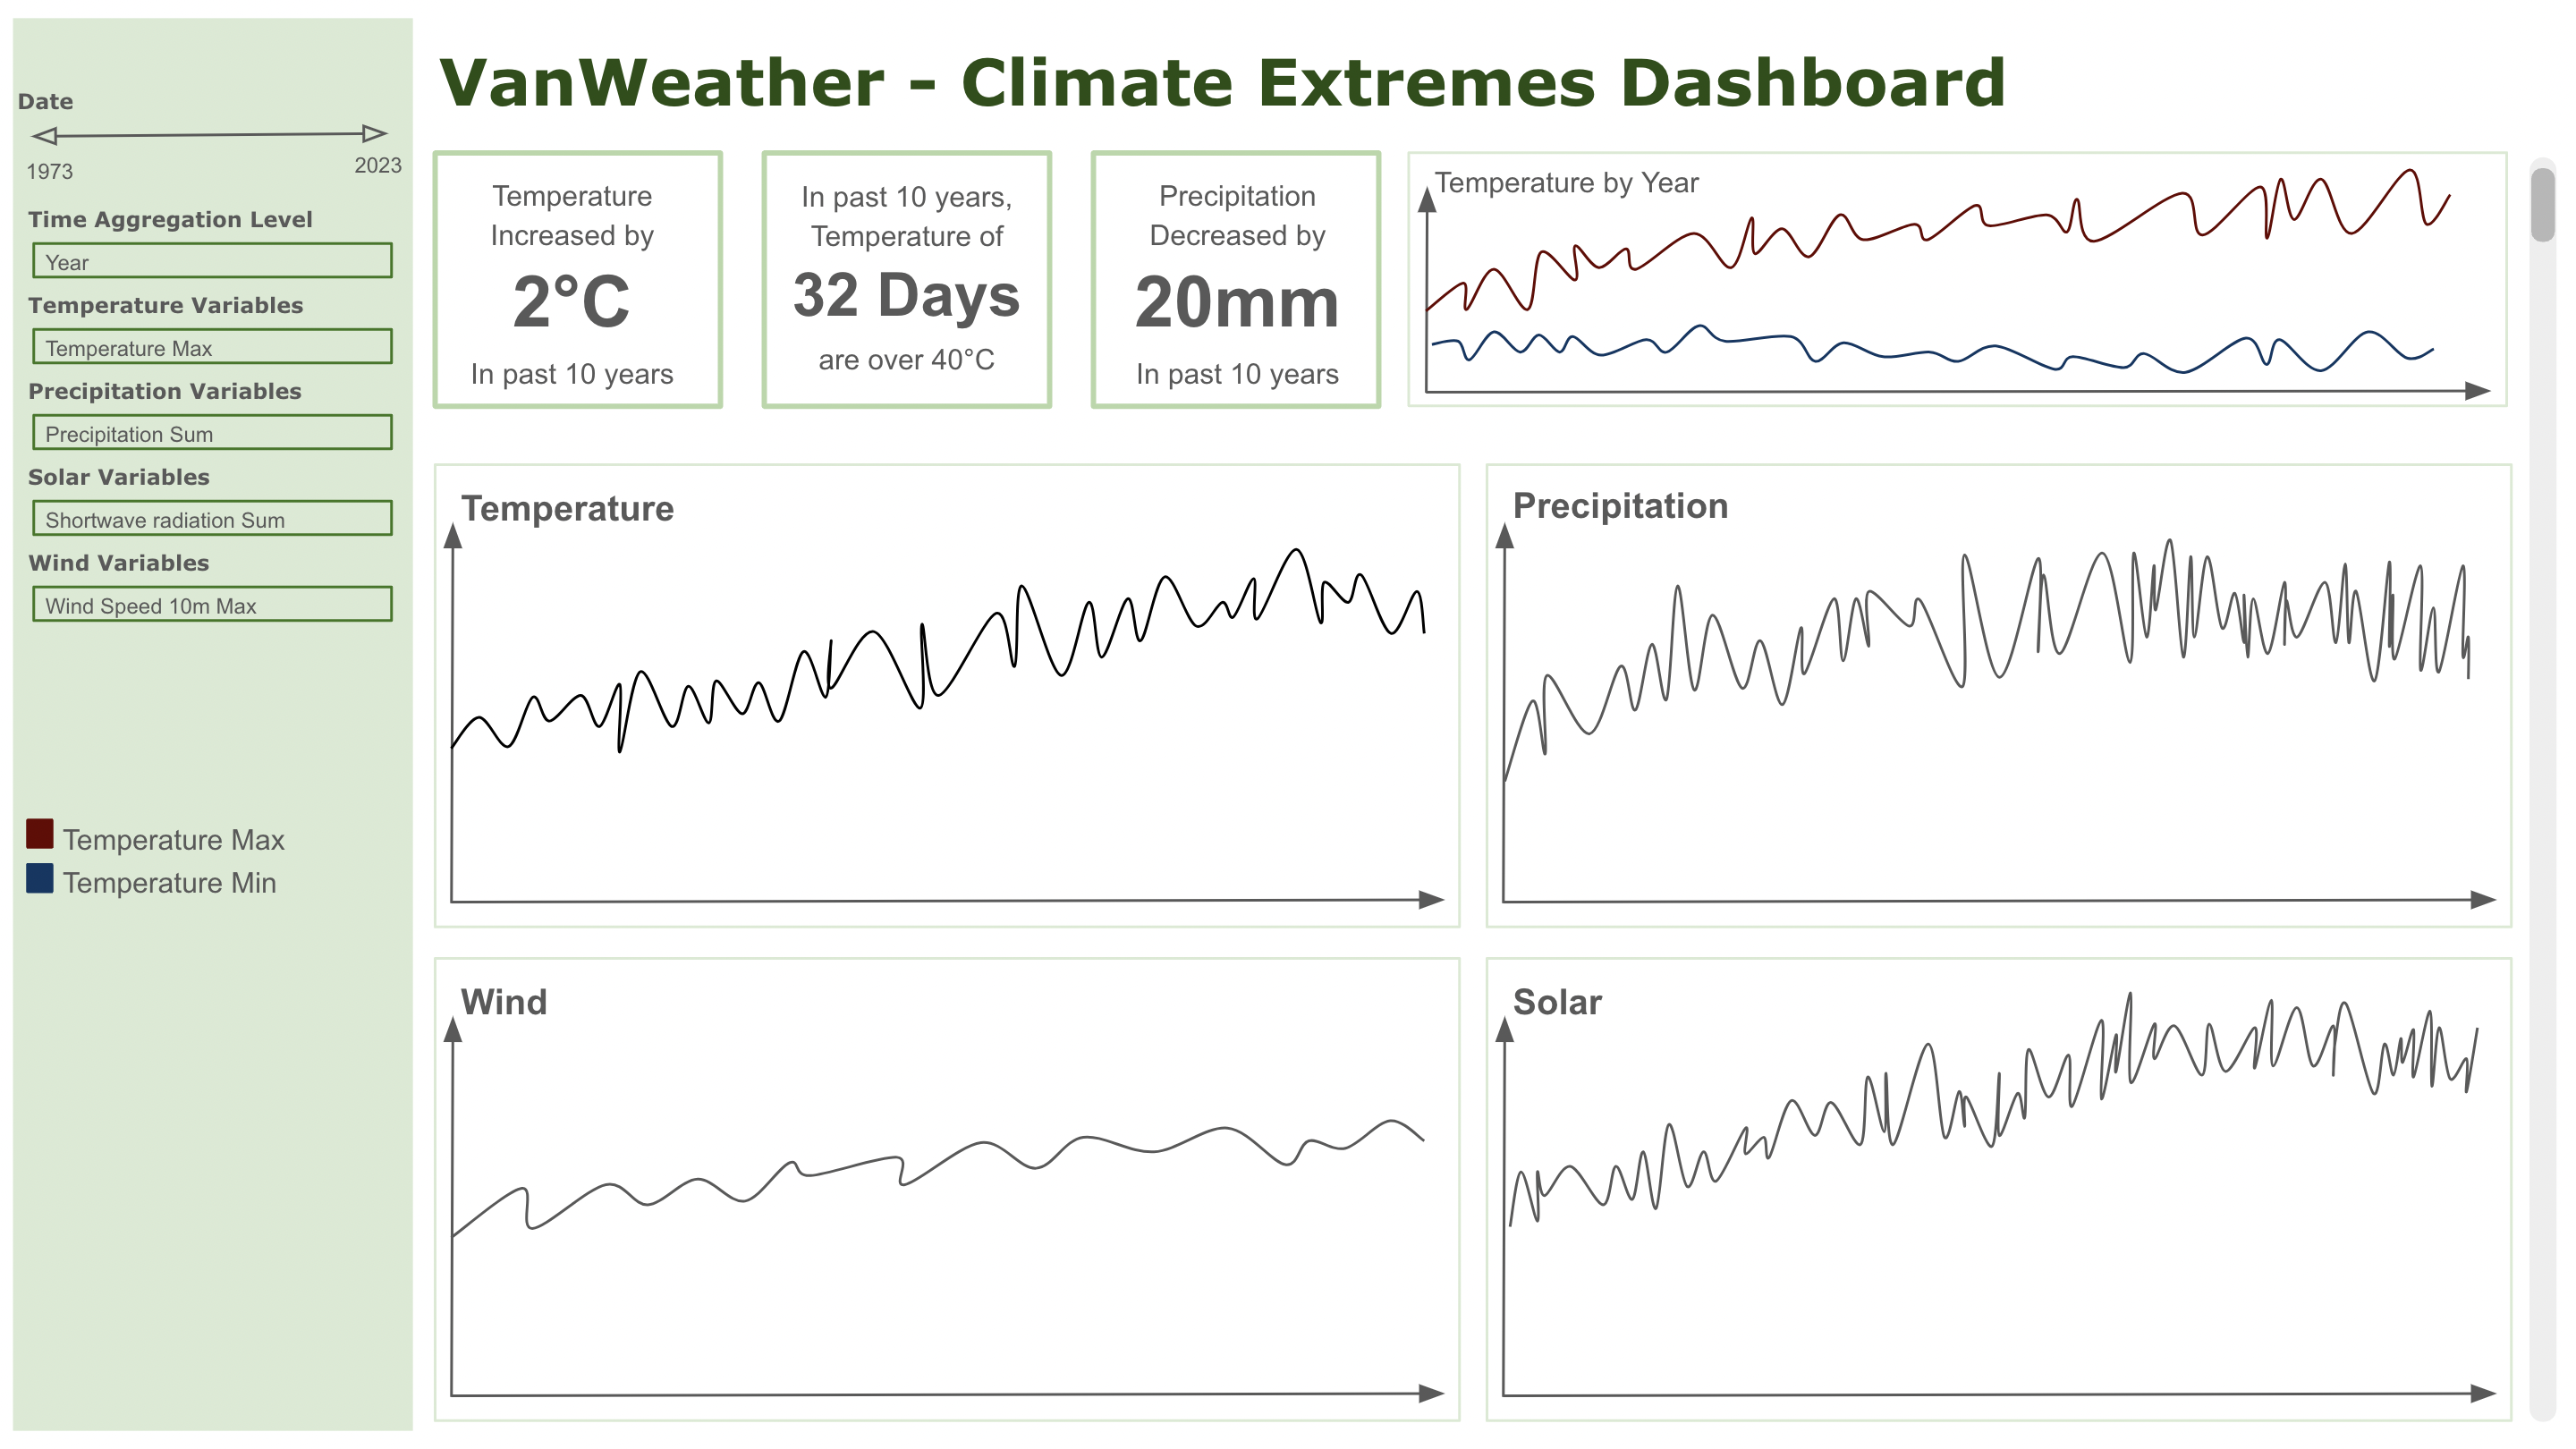 VanWeather - Climate Extremes Dashboard
Date
1973
2023
Time Aggregation Level
Year
Temperature Variables
Temperature Max
Precipitation Variables
Precipitation Sum
Solar Variables
Shortwave radiation Sum
Wind Variables
Wind Speed 10m Max
Temperature Max
Temperature Min
Temperature
Increased by
2°C
In past 10 years
In past 10 years,
Temperature of
32 Days
are over 40°C
Precipitation
Decreased by
20mm
In past 10 years
Temperature by Year
Temperature
Precipitation
Wind
Solar